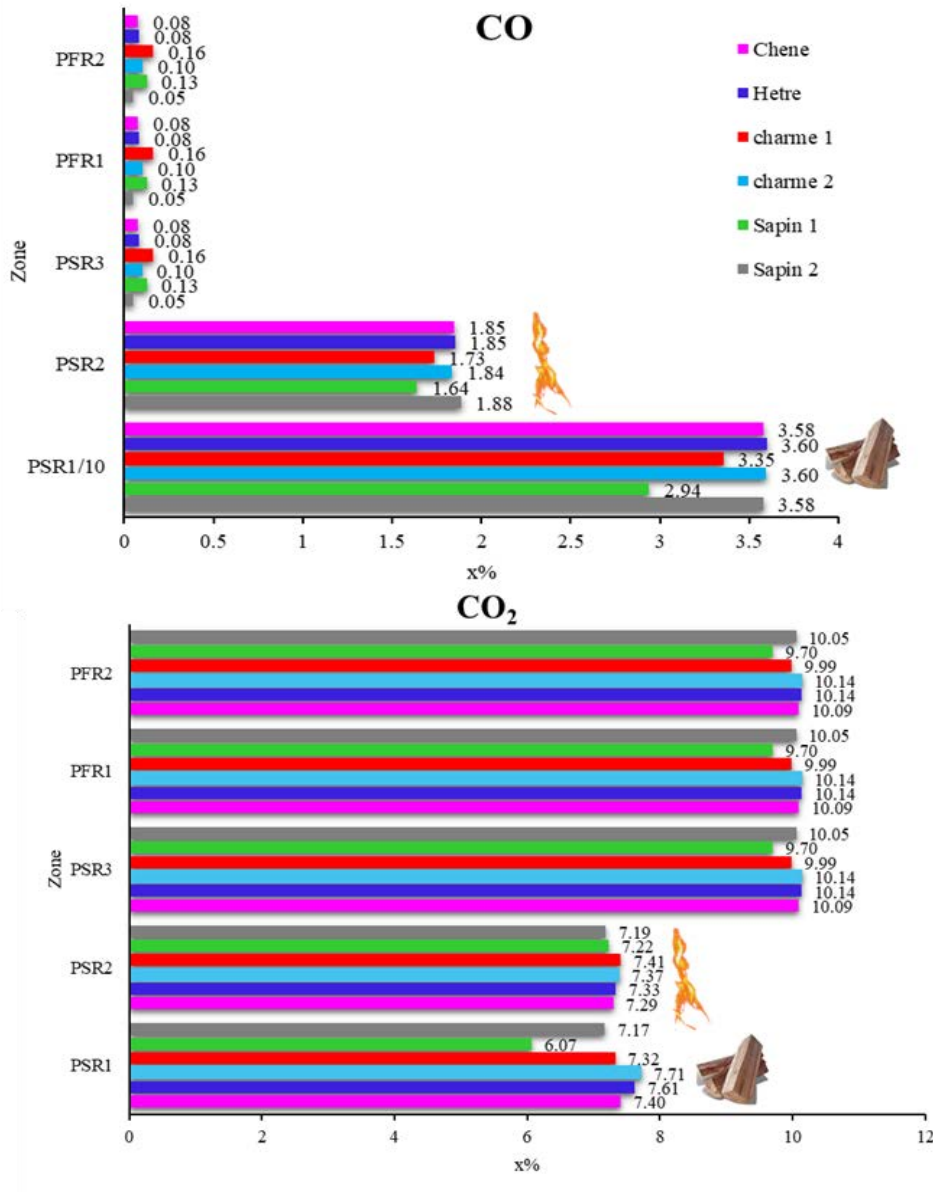 CO
Chene
Hetre
charme 1
charme 2
Sapin 1
Sapin 2
Zone
PFR2
0.08
0.08
0.16
0.10
0.13
0.05
PFR1
0.08
0.08
0.16
0.10
0.13
0.05
PSR3
0.08
0.08
0.16
0.10
0.13
0.05
PSR2
1.85
1.85
1.73
1.84
1.64
1.88
PSR1/10
3.58
3.60
3.35
3.60
2.94
3.58
0 0.5 1 1.5 2 2.5 3 3.5 4
x%
CO₂
Zone
PFR2
10.05
9.70
9.99
10.14
10.14
10.09
PFR1
10.05
9.70
9.99
10.14
10.14
10.09
PSR3
10.05
9.70
9.99
10.14
10.14
10.09
PSR2
7.19
7.22
7.41
7.37
7.33
7.29
PSR1
7.17
6.07
7.32
7.71
7.61
7.40
0 2 4 6 8 10 12
x%